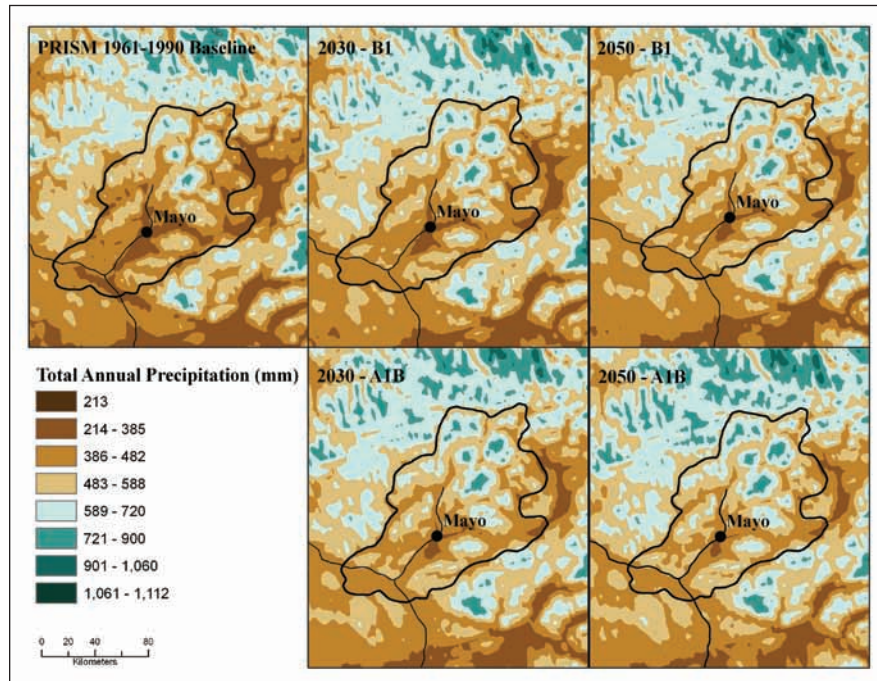 PRISM 1961-1990 Baseline
2030 - B1
2050 - B1
Mayo
Mayo
Mayo
Total Annual Precipitation (mm)
213
214 - 385
386 - 482
483 - 588
589 - 720
721 - 900
901 - 1,060
1,061 - 1,112
0 20 40 80
Kilometers
2030 - A1B
2050 - A1B
Mayo
Mayo